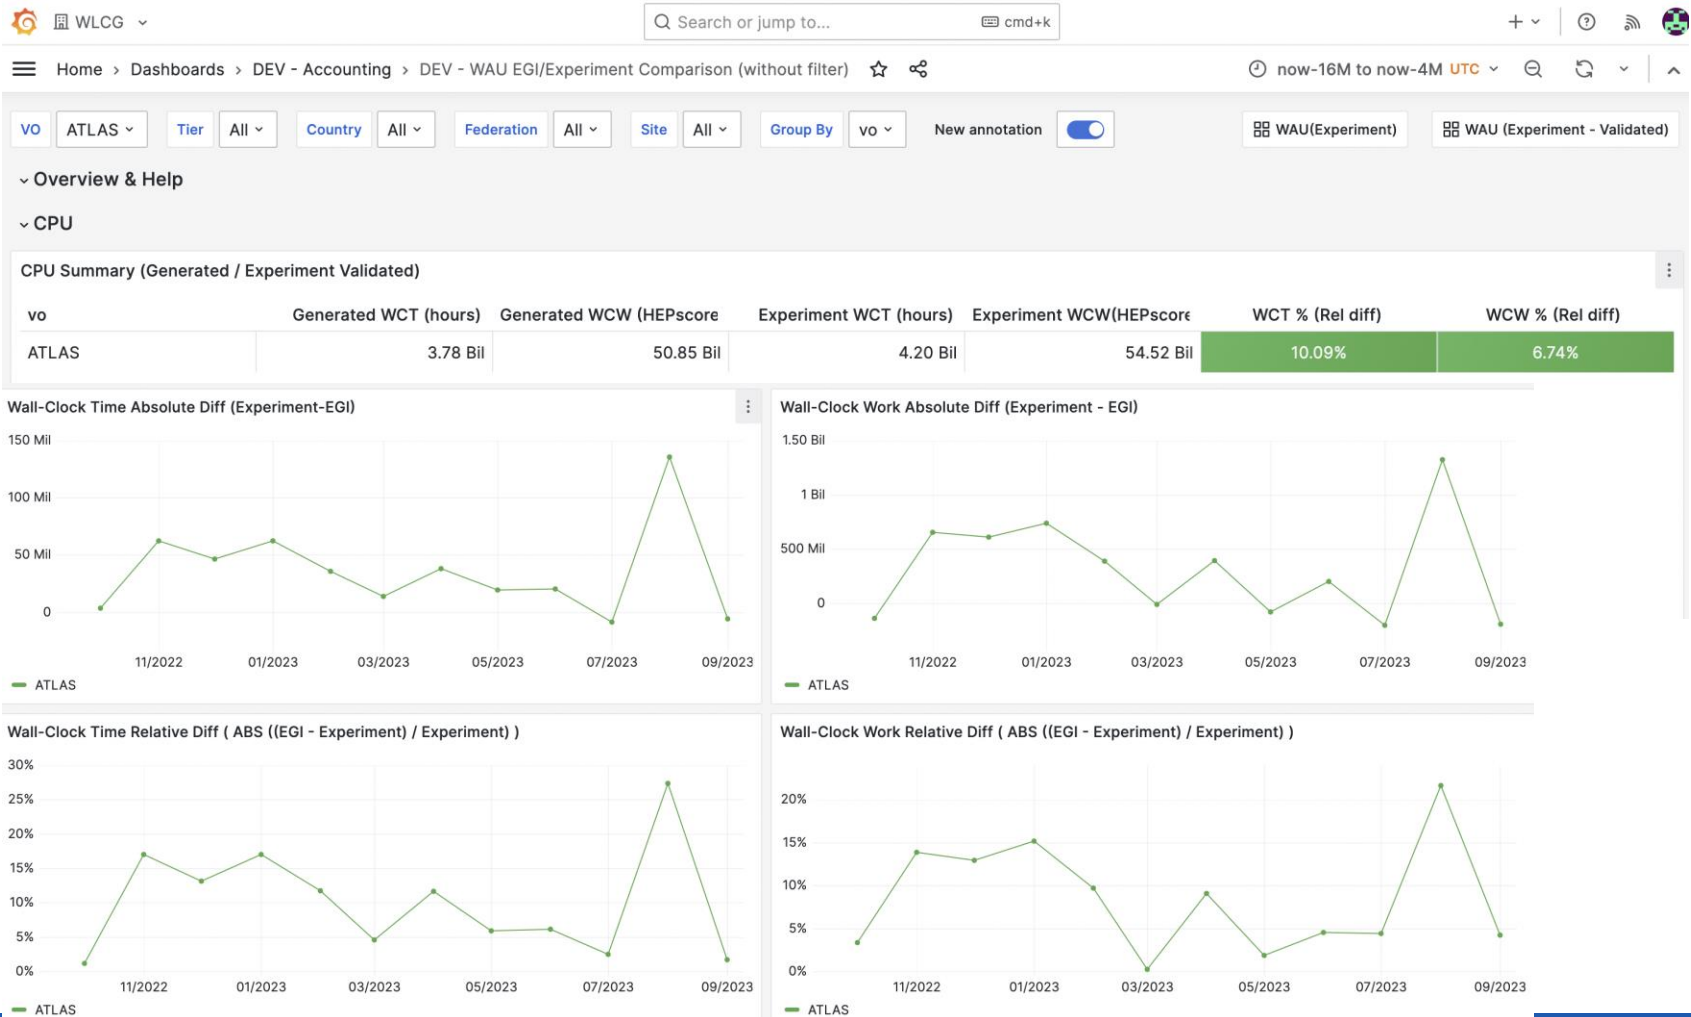 WLCG
Search or jump to...
cmd+k
Home › Dashboards › DEV - Accounting › DEV - WAU EGI/Experiment Comparison (without filter)
now-16M to now-4M UTC
VO ATLAS Tier All Country All Federation All Site All Group By vo New annotation WAU(Experiment) WAU (Experiment - Validated)
Overview & Help
CPU
CPU Summary (Generated / Experiment Validated)
vo Generated WCT (hours) Generated WCW (HEPscore Experiment WCT (hours) Experiment WCW(HEPscore WCT % (Rel diff) WCW % (Rel diff)
ATLAS 3.78 Bil 50.85 Bil 4.20 Bil 54.52 Bil 10.09% 6.74%
Wall-Clock Time Absolute Diff (Experiment-EGI)
150 Mil
100 Mil
50 Mil
0
11/2022 01/2023 03/2023 05/2023 07/2023 09/2023
ATLAS
Wall-Clock Work Absolute Diff (Experiment - EGI)
1.50 Bil
1 Bil
500 Mil
0
11/2022 01/2023 03/2023 05/2023 07/2023 09/2023
ATLAS
Wall-Clock Time Relative Diff ( ABS ((EGI - Experiment) / Experiment) )
30%
25%
20%
15%
10%
5%
0%
11/2022 01/2023 03/2023 05/2023 07/2023 09/2023
ATLAS
Wall-Clock Work Relative Diff ( ABS ((EGI - Experiment) / Experiment) )
20%
15%
10%
5%
0%
11/2022 01/2023 03/2023 05/2023 07/2023 09/2023
ATLAS